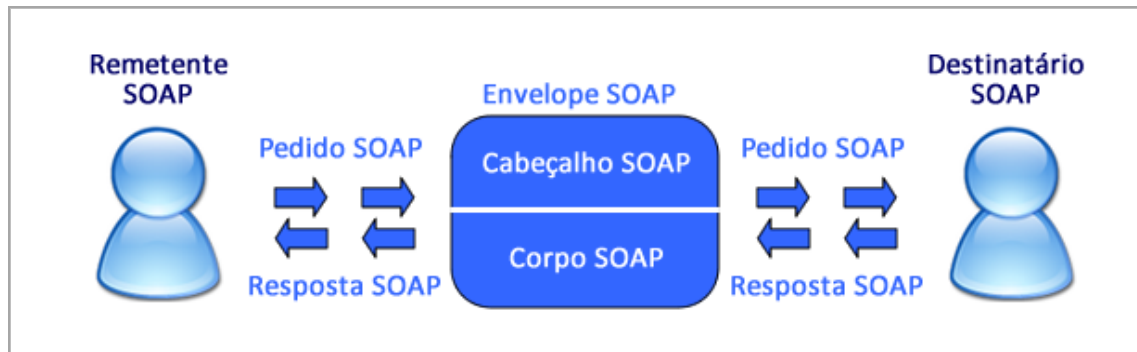 Remetente
SOAP
Pedido SOAP
Resposta SOAP
Envelope SOAP
Cabeçalho SOAP
Corpo SOAP
Pedido SOAP
Resposta SOAP
Destinatário
SOAP